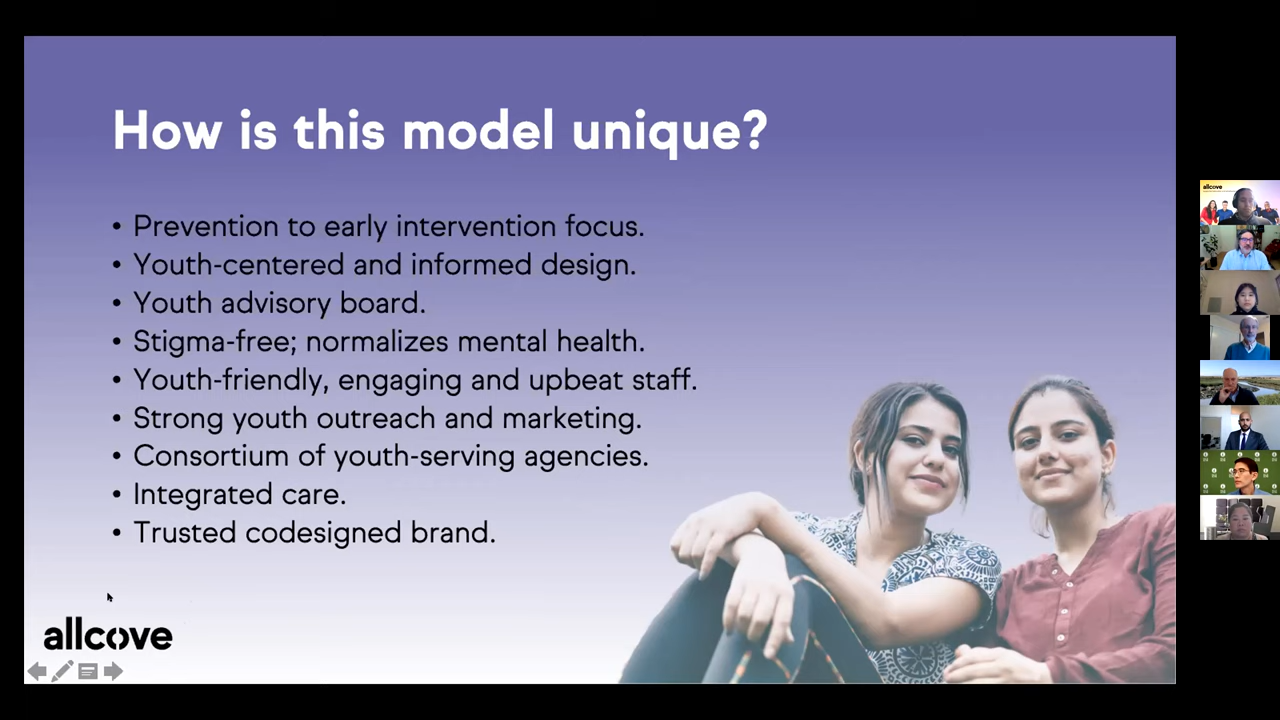 How is this model unique?
• Prevention to early intervention focus.
• Youth-centered and informed design.
• Youth advisory board.
• Stigma-free; normalizes mental health.
• Youth-friendly, engaging and upbeat staff.
• Strong youth outreach and marketing.
• Consortium of youth-serving agencies.
• Integrated care.
• Trusted codesigned brand.
allcove
allcove